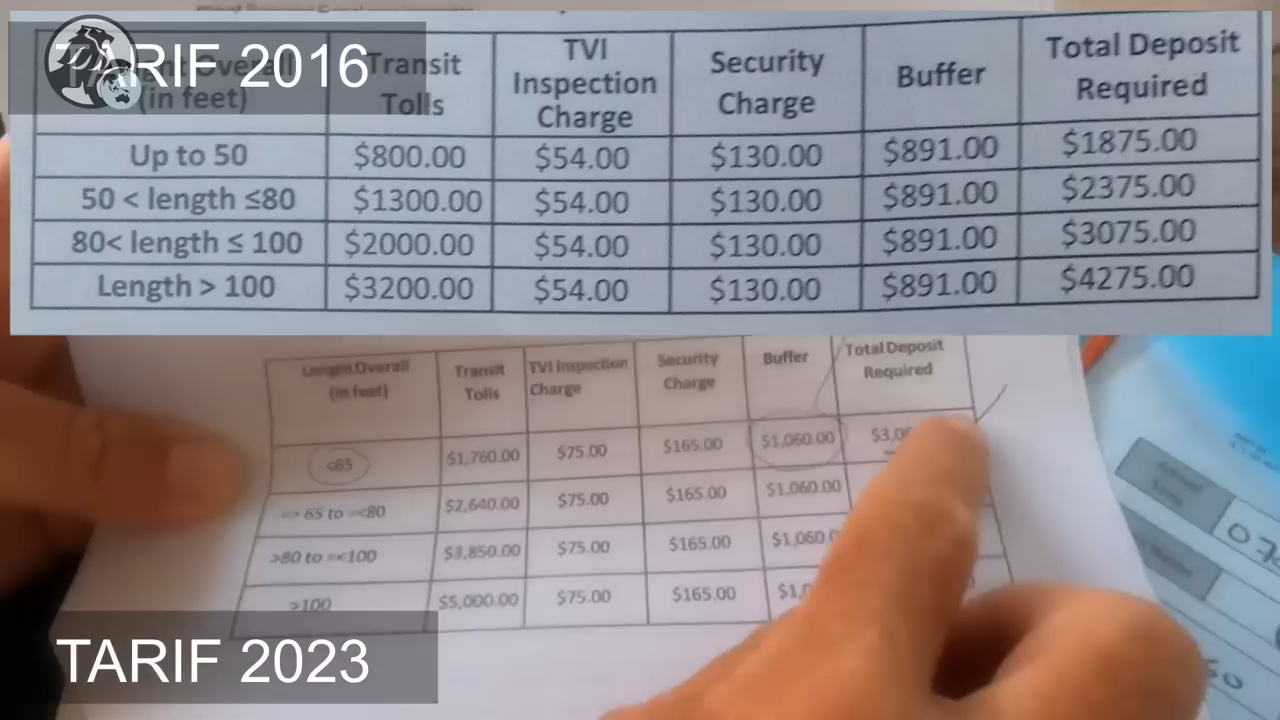 TARIF 2016
(in feet)
Transit
Tolls
TVI
Inspection
Charge
Security
Charge
Buffer
Total Deposit
Required
Up to 50 $800.00 $54.00 $130.00 $891.00 $1875.00
50 < length ≤80 $1300.00 $54.00 $130.00 $891.00 $2375.00
80< length ≤ 100 $2000.00 $54.00 $130.00 $891.00 $3075.00
Length > 100 $3200.00 $54.00 $130.00 $891.00 $4275.00
Lenght Overall
(in feet)
Transit
Tolls
TVI Inspection
Charge
Security
Charge
Buffer
Total Deposit
Required
<65 $1,760.00 $75.00 $165.00 $1,060.00
=> 65 to =<80 $2,640.00 $75.00 $165.00 $1,060.00
>80 to =<100 $3,850.00 $75.00 $165.00
>100 $5,000.00 $75.00 $165.00
TARIF 2023